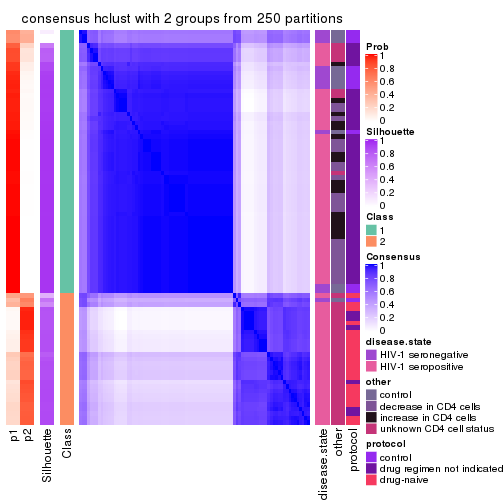 consensus hclust with 2 groups from 250 partitions
Prob
1
0.8
0.6
0.4
0.2
0
Silhouette
1
0.8
0.6
0.4
0.2
0
Class
1
2
Consensus
1
0.8
0.6
0.4
0.2
0
disease.state
HIV-1 seronegative
HIV-1 seropositive
other
control
decrease in CD4 cells
increase in CD4 cells
unknown CD4 cell status
protocol
control
drug regimen not indicated
drug-naive
p1
p2
Silhouette
Class
disease.state
other
protocol